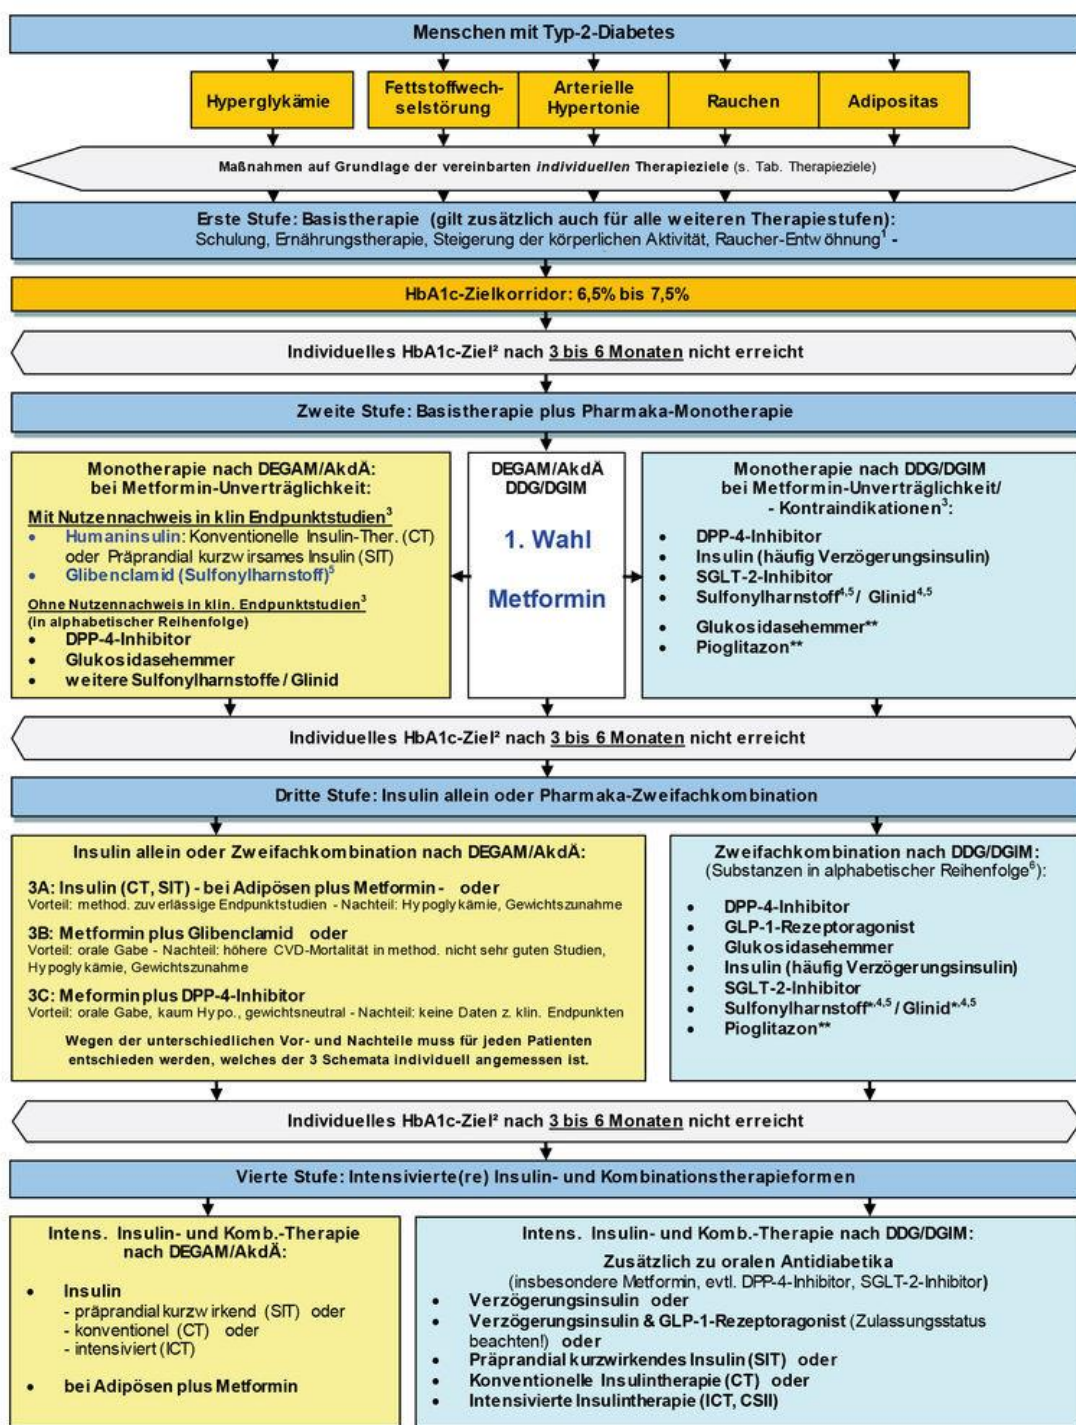 Menschen mit Typ-2-Diabetes
Hyperglykämie
Fettstoffwech-
selstörung
Arterielle
Hypertonie
Rauchen
Adipositas
Maßnahmen auf Grundlage der vereinbarten individuellen Therapieziele (s. Tab. Therapieziele)
Erste Stufe: Basistherapie (gilt zusätzlich auch für alle weiteren Therapiestufen):
Schulung, Ernährungstherapie, Steigerung der körperlichen Aktivität, Raucher-Entwöhnung¹ -
HbA1c-Zielkorridor: 6,5% bis 7,5%
Individuelles HbA1c-Ziel² nach 3 bis 6 Monaten nicht erreicht
Zweite Stufe: Basistherapie plus Pharmaka-Monotherapie
Monotherapie nach DEGAM/AkdÄ:
bei Metformin-Unverträglichkeit:
Mit Nutzennachweis in klin Endpunktstudien³
• Humaninsulin: Konventionelle Insulin-Ther. (CT)
oder Präprandial kurzwirsames Insulin (SIT)
• Glibenclamid (Sulfonylharnstoff)⁵
Ohne Nutzennachweis in klin. Endpunktstudien³
(in alphabetischer Reihenfolge)
• DPP-4-Inhibitor
• Glukosidasehemmer
• weitere Sulfonylharnstoffe / Glinid
DEGAM/AkdÄ
DDG/DGIM
1. Wahl
Metformin
Monotherapie nach DDG/DGIM
bei Metformin-Unverträglichkeit/
- Kontraindikationen³:
• DPP-4-Inhibitor
• Insulin (häufig Verzögerungsinsulin)
• SGLT-2-Inhibitor
• Sulfonylharnstoff⁴,⁵ / Glinid⁴,⁵
• Glukosidasehemmer**
• Pioglitazon**
Individuelles HbA1c-Ziel² nach 3 bis 6 Monaten nicht erreicht
Dritte Stufe: Insulin allein oder Pharmaka-Zweifachkombination
Insulin allein oder Zweifachkombination nach DEGAM/AkdÄ:
3A: Insulin (CT, SIT) - bei Adipösen plus Metformin - oder
Vorteil: method. zuverlässige Endpunktstudien - Nachteil: Hypoglykämie, Gewichtszunahme
3B: Metformin plus Glibenclamid oder
Vorteil: orale Gabe - Nachteil: höhere CVD-Mortalität in method. nicht sehr guten Studien,
Hypoglykämie, Gewichtszunahme
3C: Meformin plus DPP-4-Inhibitor
Vorteil: orale Gabe, kaum Hypo., gewichtsneutral - Nachteil: keine Daten z. klin. Endpunkten
Wegen der unterschiedlichen Vor- und Nachteile muss für jeden Patienten
entschieden werden, welches der 3 Schemata individuell angemessen ist.
Zweifachkombination nach DDG/DGIM:
(Substanzen in alphabetischer Reihenfolge⁶):
• DPP-4-Inhibitor
• GLP-1-Rezeptoragonist
• Glukosidasehemmer
• Insulin (häufig Verzögerungsinsulin)
• SGLT-2-Inhibitor
• Sulfonylharnstoff*,⁴,⁵ / Glinid*,⁴,⁵
• Pioglitazon**
Individuelles HbA1c-Ziel² nach 3 bis 6 Monaten nicht erreicht
Vierte Stufe: Intensivierte(re) Insulin- und Kombinationstherapieformen
Intens. Insulin- und Komb.-Therapie
nach DEGAM/AkdÄ:
• Insulin
- präprandial kurzwirkend (SIT) oder
- konventionel (CT) oder
- intensiviert (ICT)
• bei Adipösen plus Metformin
Intens. Insulin- und Komb.-Therapie nach DDG/DGIM:
Zusätzlich zu oralen Antidiabetika
(insbesondere Metformin, evtl. DPP-4-Inhibitor, SGLT-2-Inhibitor)
• Verzögerungsinsulin oder
• Verzögerungsinsulin & GLP-1-Rezeptoragonist (Zulassungsstatus
beachten!) oder
• Präprandial kurzwirkendes Insulin (SIT) oder
• Konventionelle Insulintherapie (CT) oder
• Intensivierte Insulintherapie (ICT, CSII)